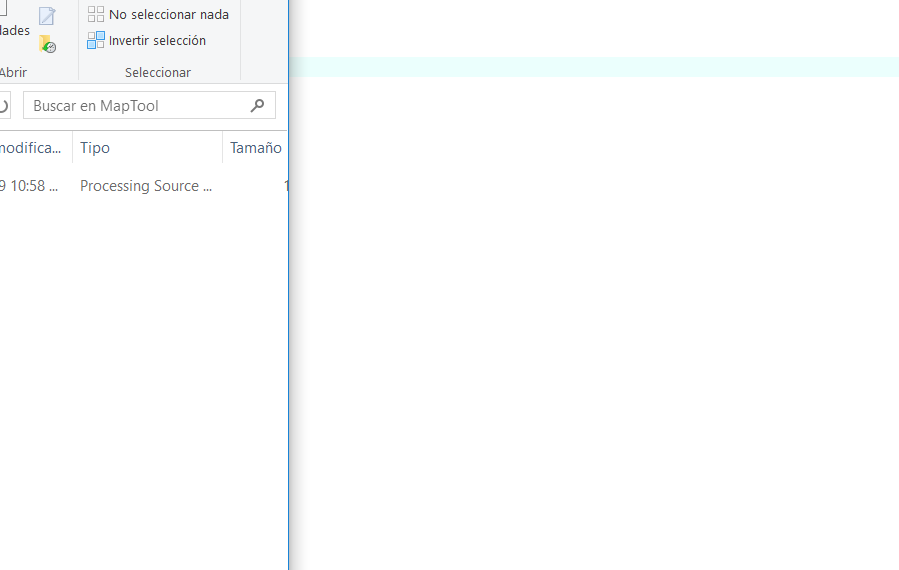 No seleccionar nada
dades
Invertir selección
Abrir
Seleccionar
Buscar en MapTool
modifica...
Tipo
Tamaño
9 10:58 ...
Processing Source ...
1